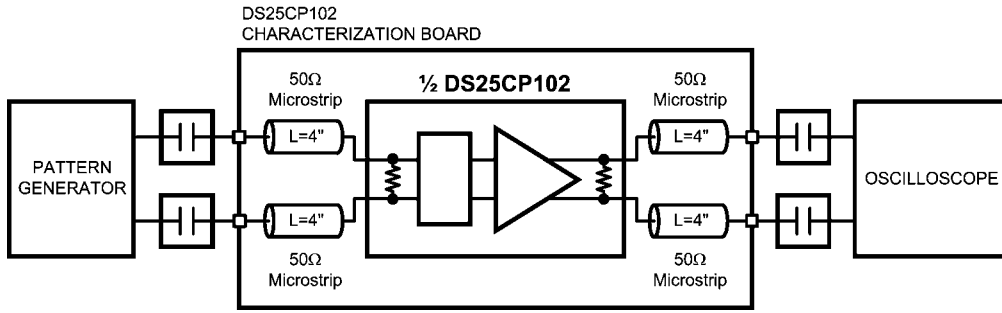 DS25CP102
CHARACTERIZATION BOARD
50Ω
Microstrip
½ DS25CP102
50Ω
Microstrip
L=4"
L=4"
PATTERN
GENERATOR
OSCILLOSCOPE
L=4"
L=4"
50Ω
Microstrip
50Ω
Microstrip